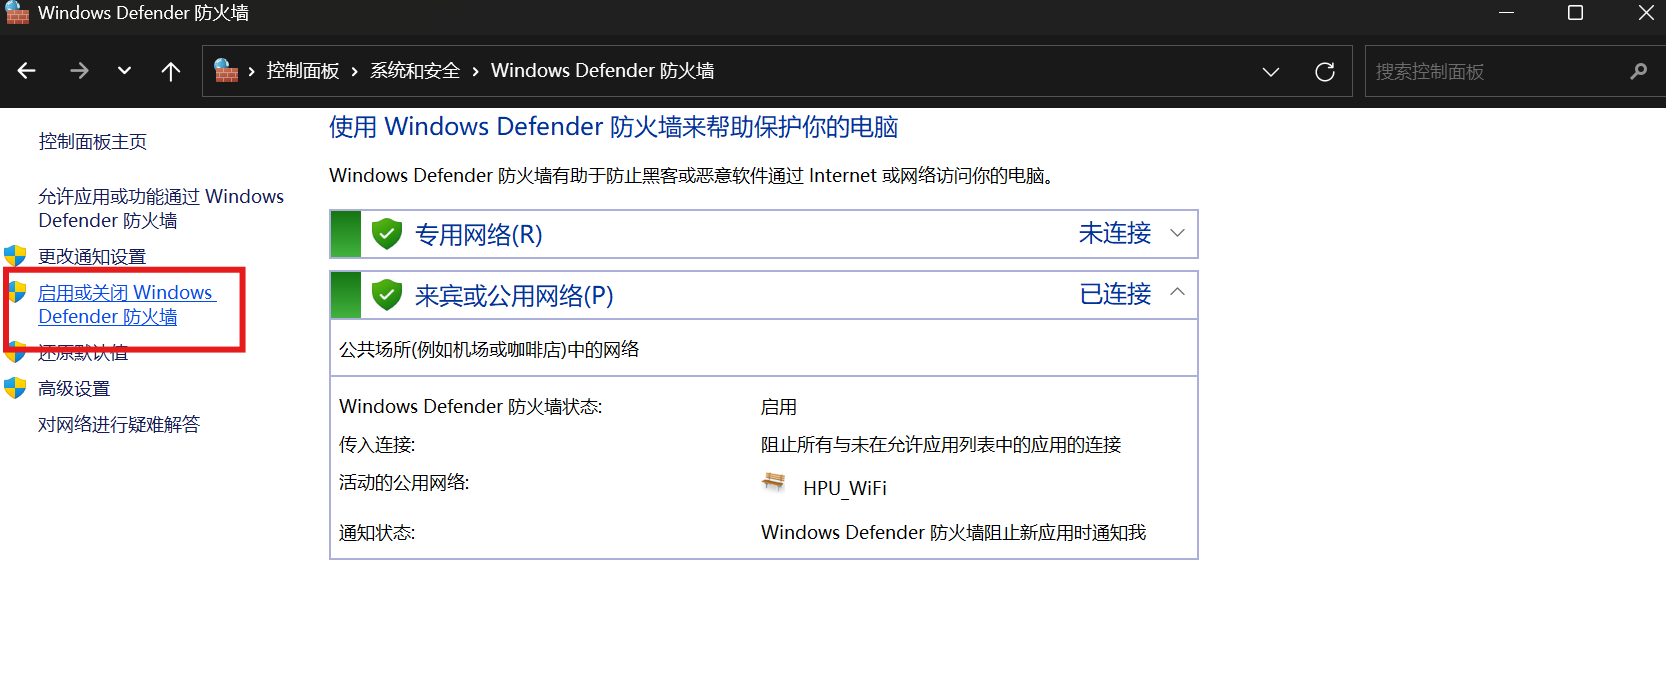 Windows Defender 防火墙
控制面板 › 系统和安全 › Windows Defender 防火墙
搜索控制面板
控制面板主页
允许应用或功能通过 Windows
Defender 防火墙
更改通知设置
启用或关闭 Windows
Defender 防火墙
还原默认值
高级设置
对网络进行疑难解答
使用 Windows Defender 防火墙来帮助保护你的电脑
Windows Defender 防火墙有助于防止黑客或恶意软件通过 Internet 或网络访问你的电脑。
专用网络(R) 未连接
来宾或公用网络(P) 已连接
公共场所(例如机场或咖啡店)中的网络
Windows Defender 防火墙状态: 启用
传入连接: 阻止所有与未在允许应用列表中的应用的连接
活动的公用网络: HPU_WiFi
通知状态: Windows Defender 防火墙阻止新应用时通知我